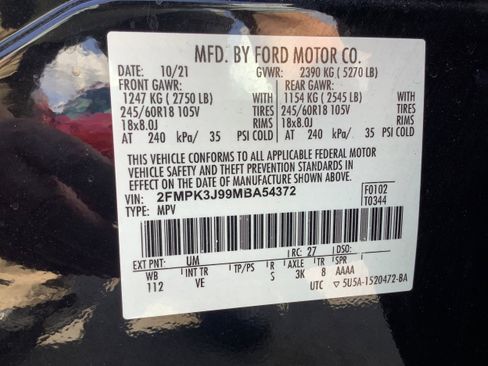 MFD. BY FORD MOTOR CO.
DATE: 10/21 GVWR: 2390 KG ( 5270 LB)
FRONT GAWR: REAR GAWR:
1247 KG ( 2750 LB) WITH 1154 KG ( 2545 LB) WITH
245/60R18 105V TIRES 245/60R18 105V TIRES
18x8.0J RIMS 18x8.0J RIMS
AT 240 kPa/ 35 PSI COLD AT 240 kPa/ 35 PSI COLD
THIS VEHICLE CONFORMS TO ALL APPLICABLE FEDERAL MOTOR
VEHICLE SAFETY AND THEFT PREVENTION STANDARDS IN
EFFECT ON THE DATE OF MANUFACTURE SHOWN ABOVE.
VIN: 2FMPK3J99MBA54372 F0102
TYPE: MPV T0344
EXT PNT: UM RC: 27 DSO:
WB INT TR TP/PS R AXLE TR SPR
112 VE S 3K 8 AAAA
UTC ▽ 5U5A-1520472-BA